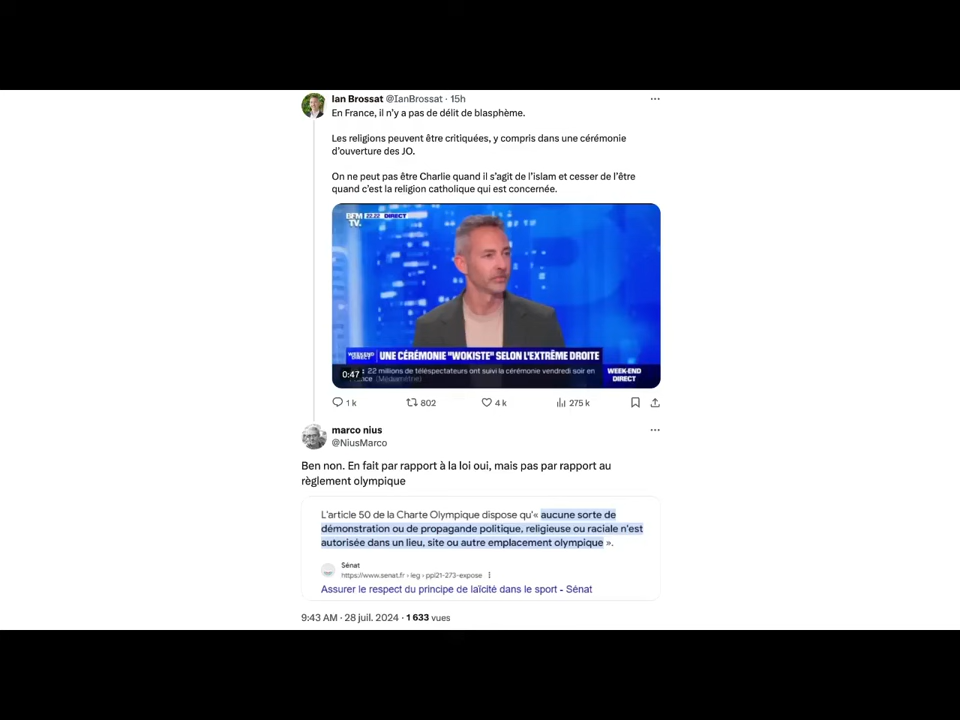 Ian Brossat @IanBrossat · 15h
En France, il n'y a pas de délit de blasphème.
Les religions peuvent être critiquées, y compris dans une cérémonie
d'ouverture des JO.
On ne peut pas être Charlie quand il s'agit de l'islam et cesser de l'être
quand c'est la religion catholique qui est concernée.
BFM TV. 22:22 DIRECT
WEEK-END DIRECT UNE CÉRÉMONIE "WOKISTE" SELON L'EXTRÊME DROITE
0:47 22 millions de téléspectateurs ont suivi la cérémonie vendredi soir en
(Médiamétrie)
WEEK-END
DIRECT
1 k 802 4 k 275 k
marco nius
@NiusMarco
Ben non. En fait par rapport à la loi oui, mais pas par rapport au
règlement olympique
L'article 50 de la Charte Olympique dispose qu'« aucune sorte de
démonstration ou de propagande politique, religieuse ou raciale n'est
autorisée dans un lieu, site ou autre emplacement olympique ».
Sénat
https://www.senat.fr › leg › ppl21-273-expose
Assurer le respect du principe de laïcité dans le sport - Sénat
9:43 AM · 28 juil. 2024 · 1 633 vues